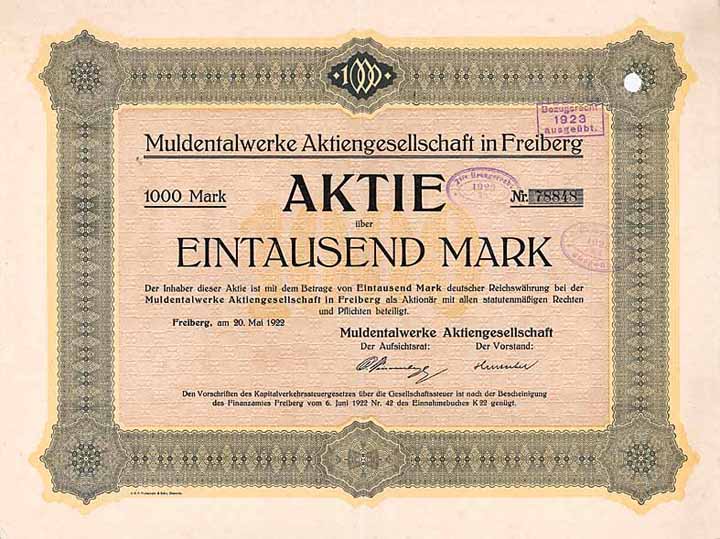 1000
Bezugsrecht
1923
ausgeübt.
Muldentalwerke Aktiengesellschaft in Freiberg
1000 Mark
AKTIE
1923
Nr. 78848
über
EINTAUSEND MARK
Der Inhaber dieser Aktie ist mit dem Betrage von Eintausend Mark deutscher Reichswährung bei der
Muldentalwerke Aktiengesellschaft in Freiberg als Aktionär mit allen statutenmäßigen Rechten
und Pflichten beteiligt.
Freiberg, am 20. Mai 1922
Muldentalwerke Aktiengesellschaft
Der Aufsichtsrat:
Der Vorstand:
Den Vorschriften des Kapitalverkehrssteuergesetzes über die Gesellschaftssteuer ist nach der Bescheinigung
des Finanzamtes Freiberg vom 6. Juni 1922 Nr. 42 des Einnahmebuches K 22 genügt.